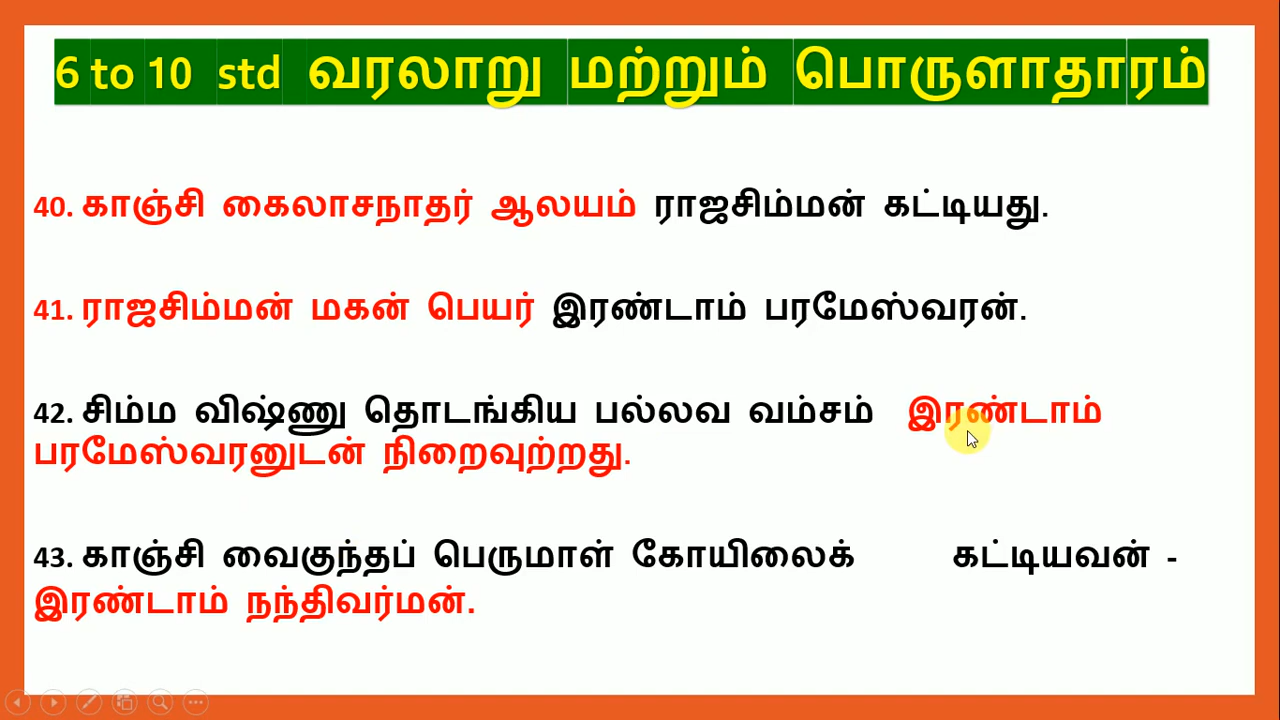 6 to 10 std வரலாறு மற்றும் பொருளாதாரம்
40. காஞ்சி கைலாசநாதர் ஆலயம் ராஜசிம்மன் கட்டியது.
41. ராஜசிம்மன் மகன் பெயர் இரண்டாம் பரமேஸ்வரன்.
42. சிம்ம விஷ்ணு தொடங்கிய பல்லவ வம்சம் இரண்டாம்
பரமேஸ்வரனுடன் நிறைவுற்றது.
43. காஞ்சி வைகுந்தப் பெருமாள் கோயிலைக் கட்டியவன் -
இரண்டாம் நந்திவர்மன்.